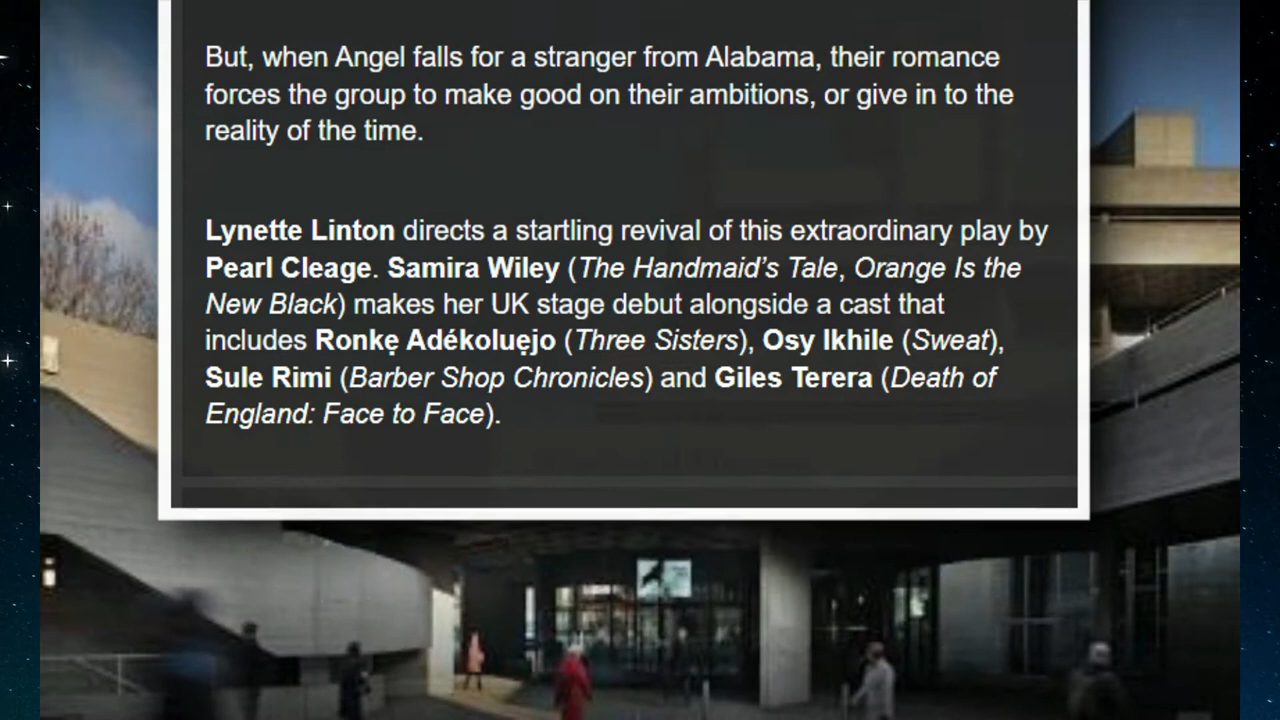 But, when Angel falls for a stranger from Alabama, their romance
forces the group to make good on their ambitions, or give in to the
reality of the time.
Lynette Linton directs a startling revival of this extraordinary play by
Pearl Cleage. Samira Wiley (The Handmaid’s Tale, Orange Is the
New Black) makes her UK stage debut alongside a cast that
includes Ronkẹ Adékoluẹjo (Three Sisters), Osy Ikhile (Sweat),
Sule Rimi (Barber Shop Chronicles) and Giles Terera (Death of
England: Face to Face).